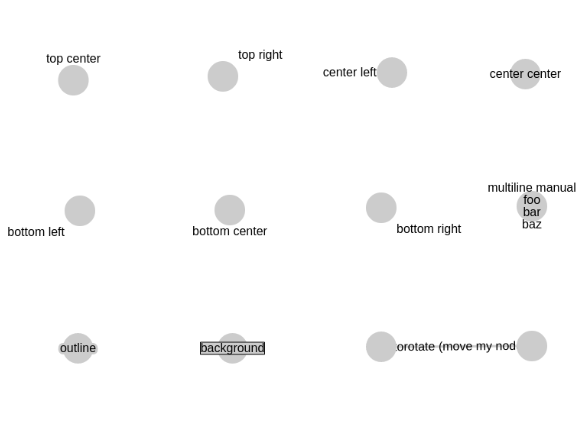 top center
top right
center left
center center
bottom left
bottom center
bottom right
multiline manual
foo
bar
baz
outline
background
orotate (move my nod